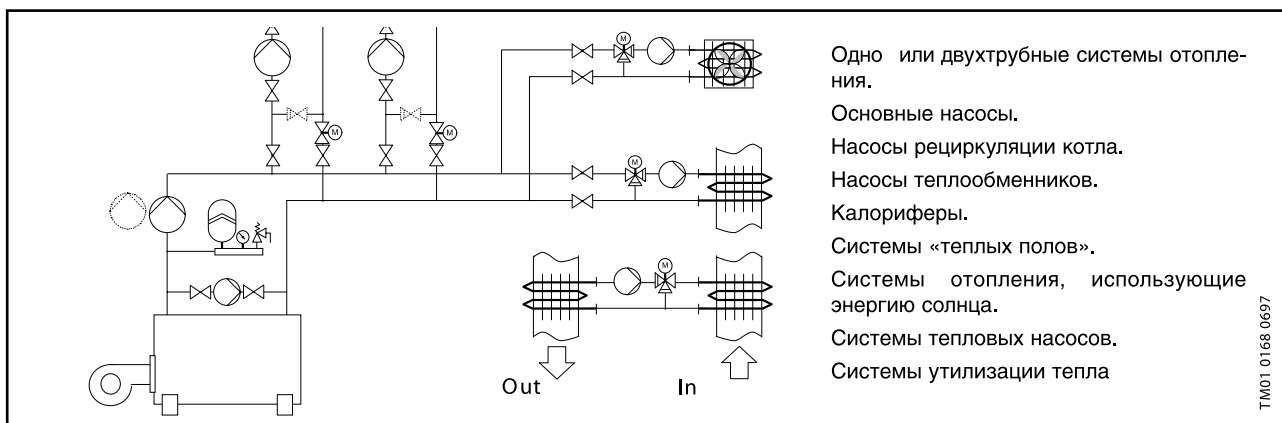 M
M
M
M
M
Out
In
Одно или двухтрубные системы отопле-
ния.
Основные насосы.
Насосы рециркуляции котла.
Насосы теплообменников.
Калориферы.
Системы «теплых полов».
Системы отопления, использующие
энергию солнца.
Системы тепловых насосов.
Системы утилизации тепла
TM01 0168 0697